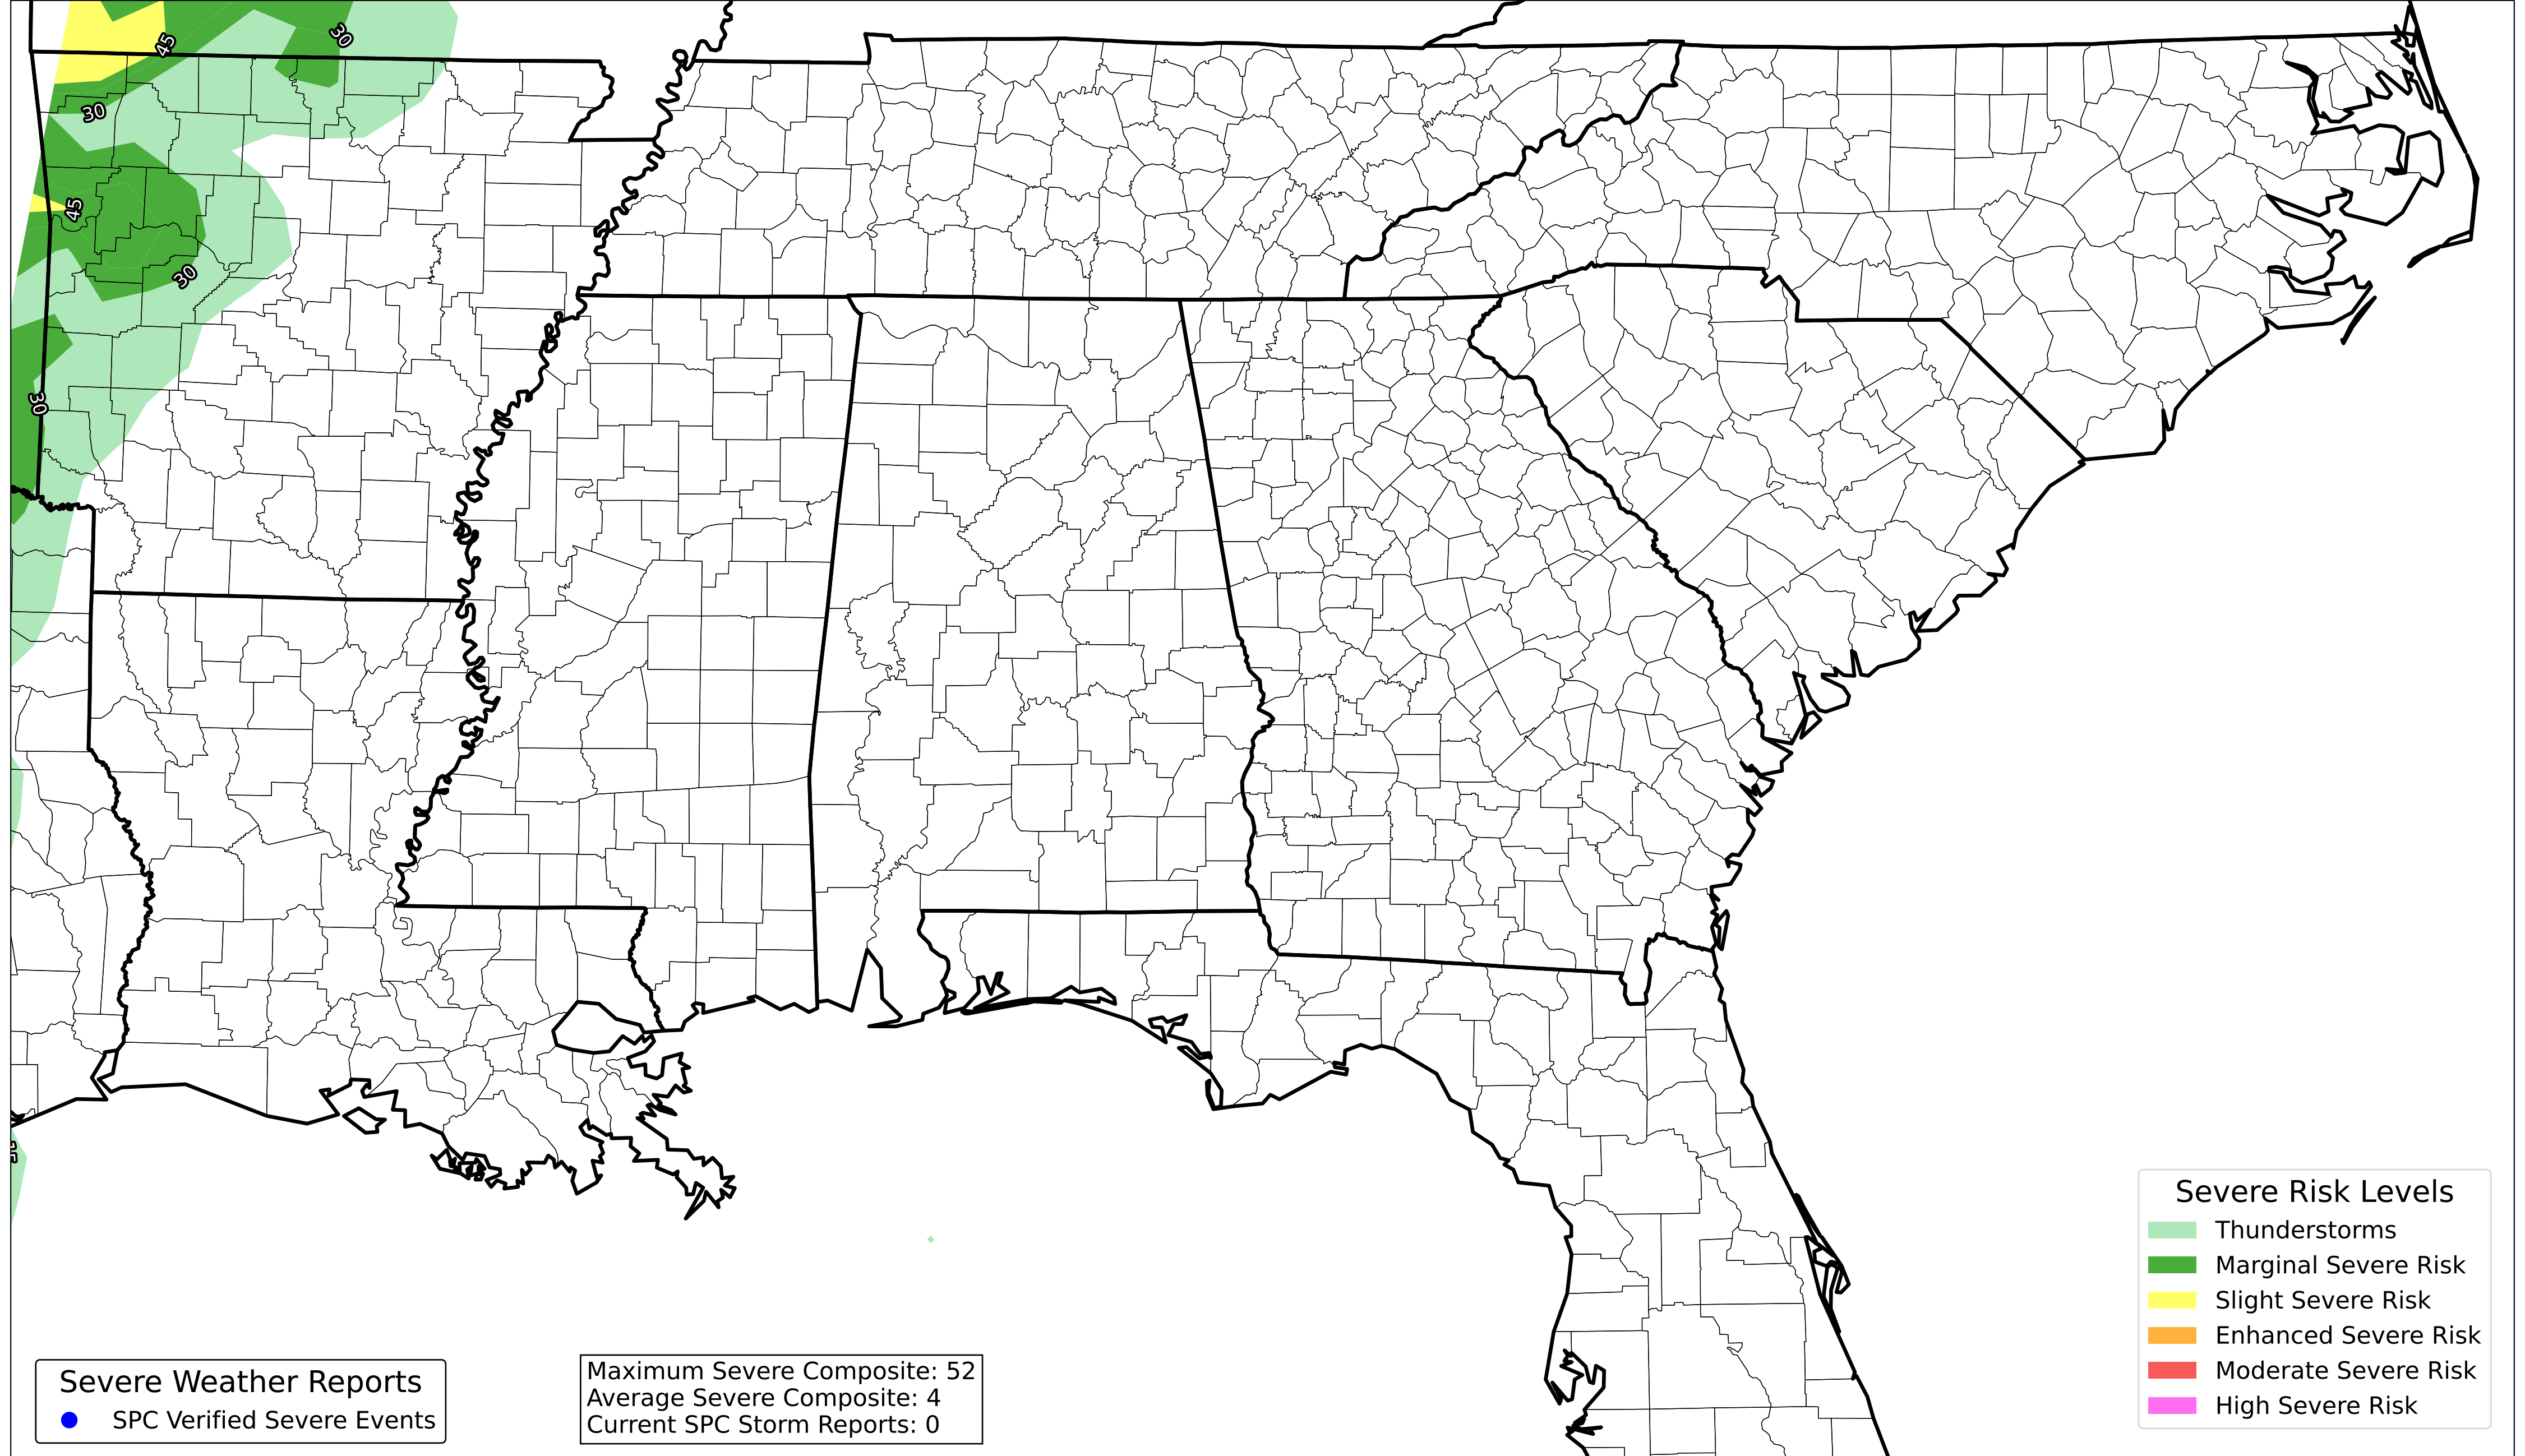 45
30
30
45
30
30
Severe Risk Levels
Thunderstorms
Marginal Severe Risk
Slight Severe Risk
Enhanced Severe Risk
Moderate Severe Risk
High Severe Risk
Severe Weather Reports
SPC Verified Severe Events
Maximum Severe Composite: 52
Average Severe Composite: 4
Current SPC Storm Reports: 0